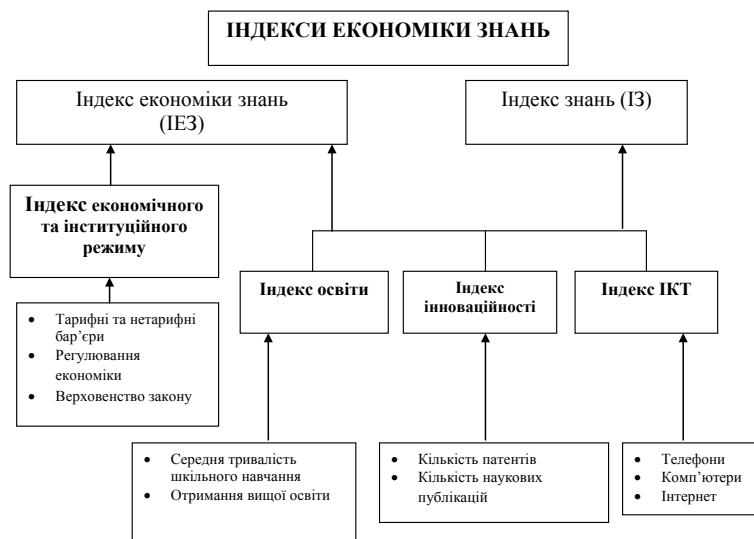 ІНДЕКСИ ЕКОНОМІКИ ЗНАНЬ
Індекс економіки знань
(ІЕЗ)
Індекс знань (ІЗ)
Індекс економічного
та інституційного
режиму
Індекс освіти
Індекс
інноваційності
Індекс ІКТ
• Тарифні та нетарифні
бар’єри
• Регулювання
економіки
• Верховенство закону
• Середня тривалість
шкільного навчання
• Отримання вищої освіти
• Кількість патентів
• Кількість наукових
публікацій
• Телефони
• Комп’ютери
• Інтернет